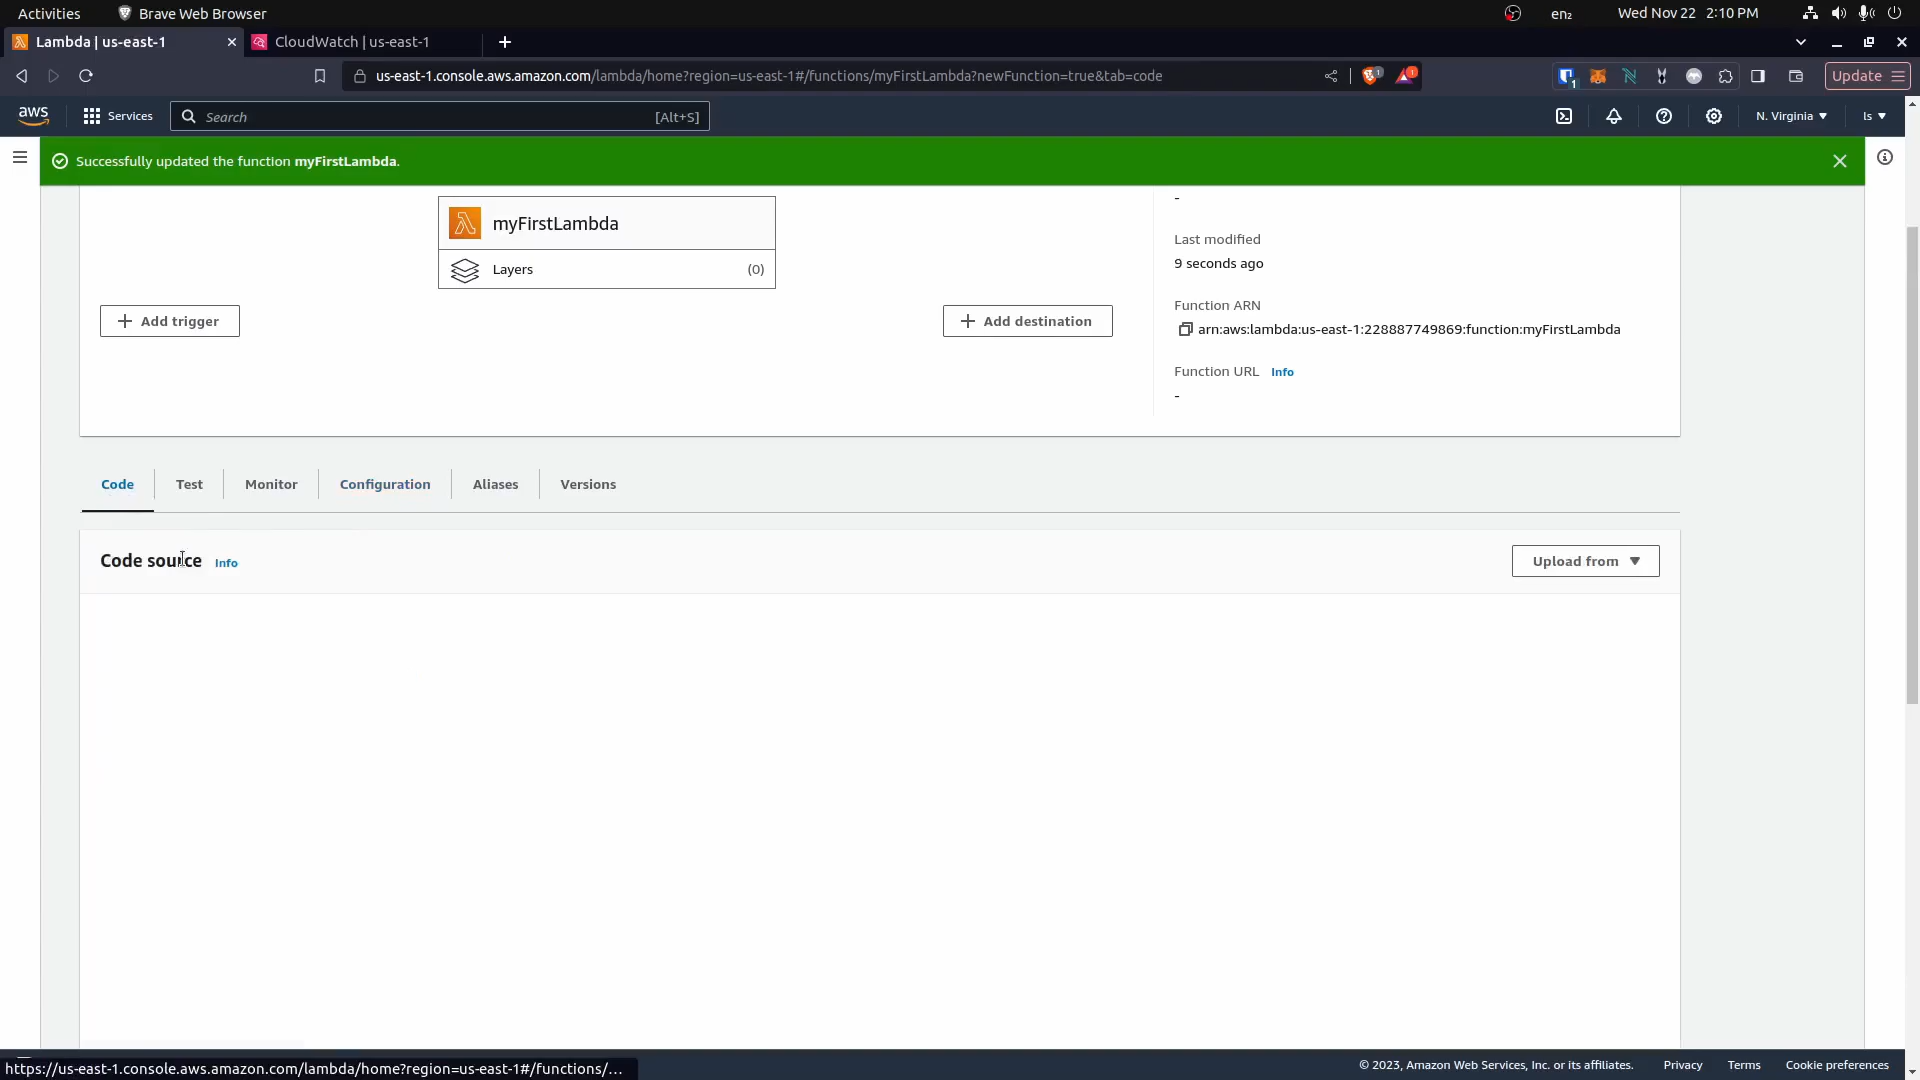 Activities Brave Web Browser en₂ Wed Nov 22 2:10 PM
Lambda | us-east-1 CloudWatch | us-east-1
us-east-1.console.aws.amazon.com/lambda/home?region=us-east-1#/functions/myFirstLambda?newFunction=true&tab=code 1 1 1 Update
aws Services Search [Alt+S] N. Virginia ls
Successfully updated the function myFirstLambda.
myFirstLambda
Layers (0)
Add trigger
Add destination
-
Last modified
9 seconds ago
Function ARN
arn:aws:lambda:us-east-1:228887749869:function:myFirstLambda
Function URL Info
-
Code Test Monitor Configuration Aliases Versions
Code source Info Upload from
https://us-east-1.console.aws.amazon.com/lambda/home?region=us-east-1#/functions/... © 2023, Amazon Web Services, Inc. or its affiliates. Privacy Terms Cookie preferences